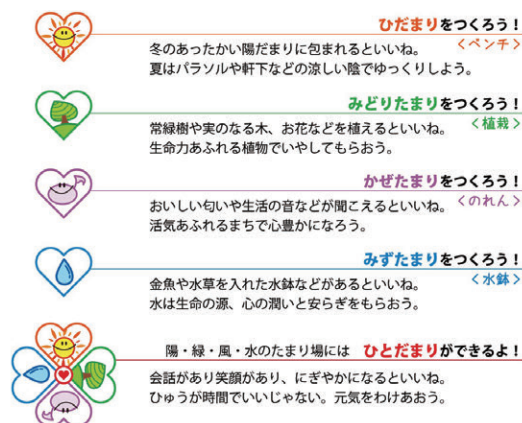 ひだまりをつくろう！
<ベンチ>
冬のあったかい陽だまりに包まれるといいね。
夏はパラソルや軒下などの涼しい陰でゆっくりしよう。
みどりたまりをつくろう！
<植栽>
常緑樹や実のなる木、お花などを植えるといいね。
生命力あふれる植物でいやしてもらおう。
かぜたまりをつくろう！
<のれん>
おいしい匂いや生活の音などが聞こえるといいね。
活気あふれるまちで心豊かになろう。
みずたまりをつくろう！
<水鉢>
金魚や水草を入れた水鉢などがあるといいね。
水は生命の源、心の潤いと安らぎをもらおう。
陽・緑・風・水のたまり場には ひとだまりができるよ！
会話があり笑顔があり、にぎやかになるといいね。
ひゅうが時間でいいじゃない。元気をわけあおう。